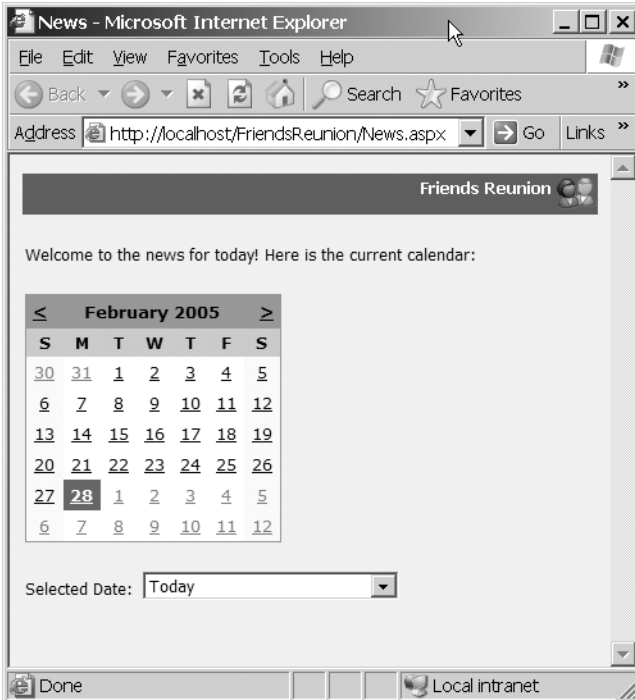 News - Microsoft Internet Explorer
File Edit View Favorites Tools Help
Back Search Favorites »
Address http://localhost/FriendsReunion/News.aspx Go Links »
Friends Reunion
Welcome to the news for today! Here is the current calendar:
< February 2005 >
S M T W T F S
30 31 1 2 3 4 5
6 7 8 9 10 11 12
13 14 15 16 17 18 19
20 21 22 23 24 25 26
27 28 1 2 3 4 5
6 7 8 9 10 11 12
Selected Date: Today
Done Local intranet